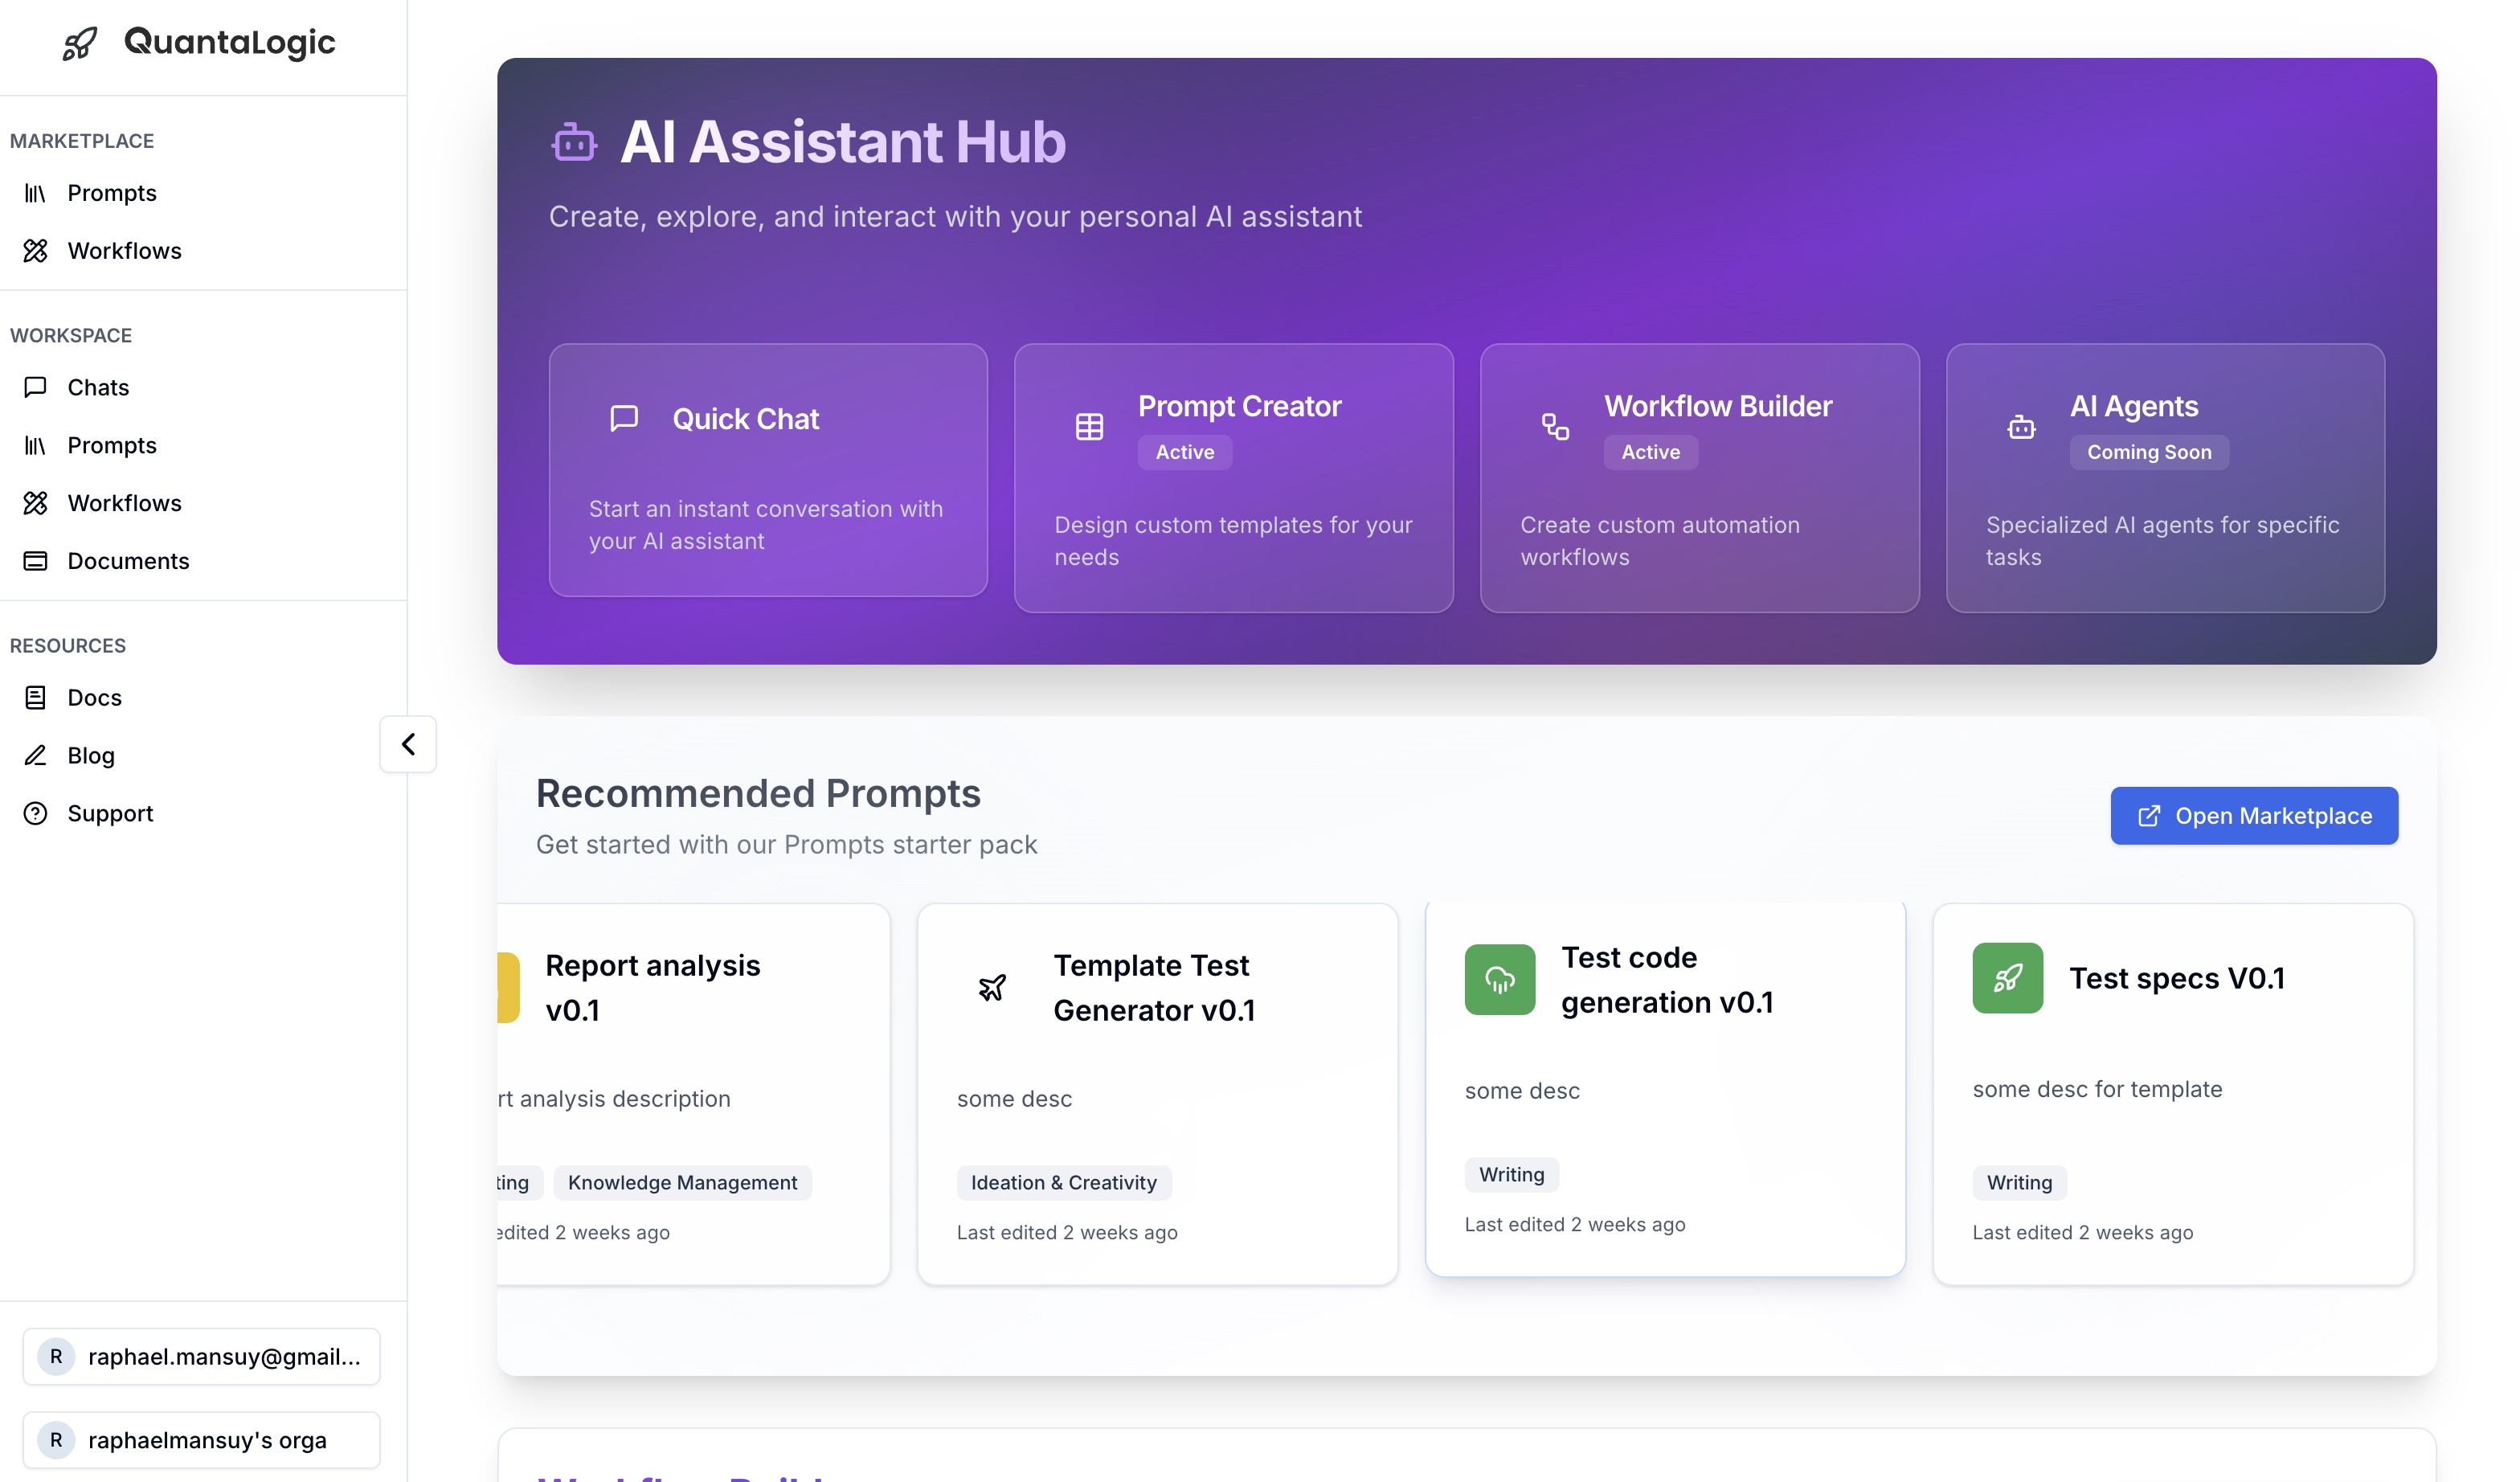 QuantaLogic
MARKETPLACE
Prompts
Workflows
WORKSPACE
Chats
Prompts
Workflows
Documents
RESOURCES
Docs
Blog
Support
raphael.mansuy@gmail...
raphaelmansuy's orga
AI Assistant Hub
Create, explore, and interact with your personal AI assistant
Quick Chat
Start an instant conversation with
your AI assistant
Prompt Creator
Active
Design custom templates for your
needs
Workflow Builder
Active
Create custom automation
workflows
AI Agents
Coming Soon
Specialized AI agents for specific
tasks
Recommended Prompts
Get started with our Prompts starter pack
Open Marketplace
Report analysis
v0.1
rt analysis description
ting
Knowledge Management
edited 2 weeks ago
Template Test
Generator v0.1
some desc
Ideation & Creativity
Last edited 2 weeks ago
Test code
generation v0.1
some desc
Writing
Last edited 2 weeks ago
Test specs V0.1
some desc for template
Writing
Last edited 2 weeks ago